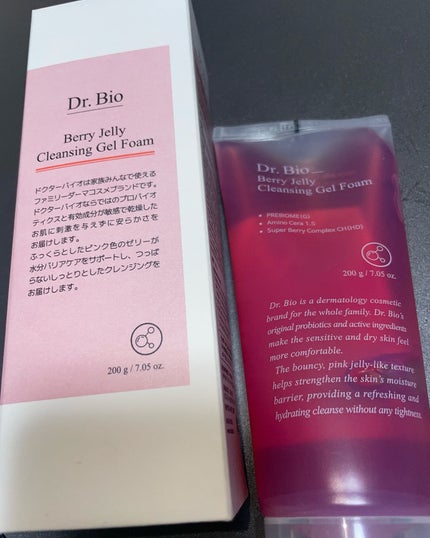 Dr. Bio
Berry Jelly
Cleansing Gel Foam
ドクターバイオは家族みんなで使える
ファミリーダーマコスメブランドです。
ドクターバイオならではのプロバイオ
ティクスと有効成分が敏感で乾燥した
お肌に刺激を与えずに安らかさを
お届けします。
ふっくらとしたピンク色のゼリーが
水分バリアケアをサポートし、つっぱ
らないしっとりとしたクレンジングを
お届けします。
200 g / 7.05 oz.
Dr. Bio
Berry Jelly
Cleansing Gel Foam
• PREBIOME(G)
• Amino Cera 1.5
• Super Berry Complex CH(HD)
200 g / 7.05 oz.
Dr. Bio is a dermatology cosmetic
brand for the whole family. Dr. Bio's
original probiotics and active ingredients
make the sensitive and dry skin feel
more comfortable.
The bouncy, pink jelly-like texture
helps strengthen the skin's moisture
barrier, providing a refreshing and
hydrating cleanse without any tightness.